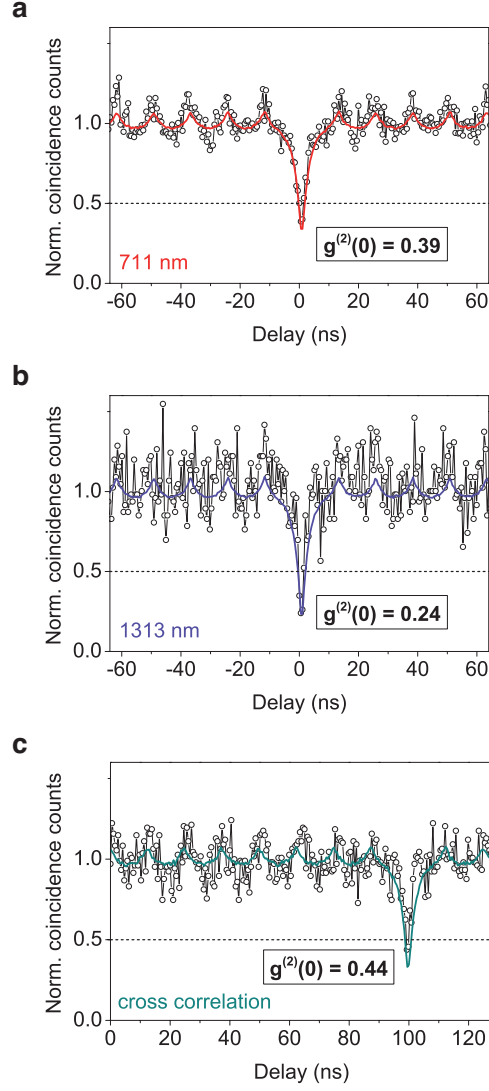 a
Norm. coincidence counts
1.0
0.5
0.0
711 nm
g(2)(0) = 0.39
-60 -40 -20 0 20 40 60
Delay (ns)
b
Norm. coincidence counts
1.0
0.5
0.0
1313 nm
g(2)(0) = 0.24
-60 -40 -20 0 20 40 60
Delay (ns)
c
Norm. coincidence counts
1.0
0.5
0.0
g(2)(0) = 0.44
cross correlation
0 20 40 60 80 100 120
Delay (ns)